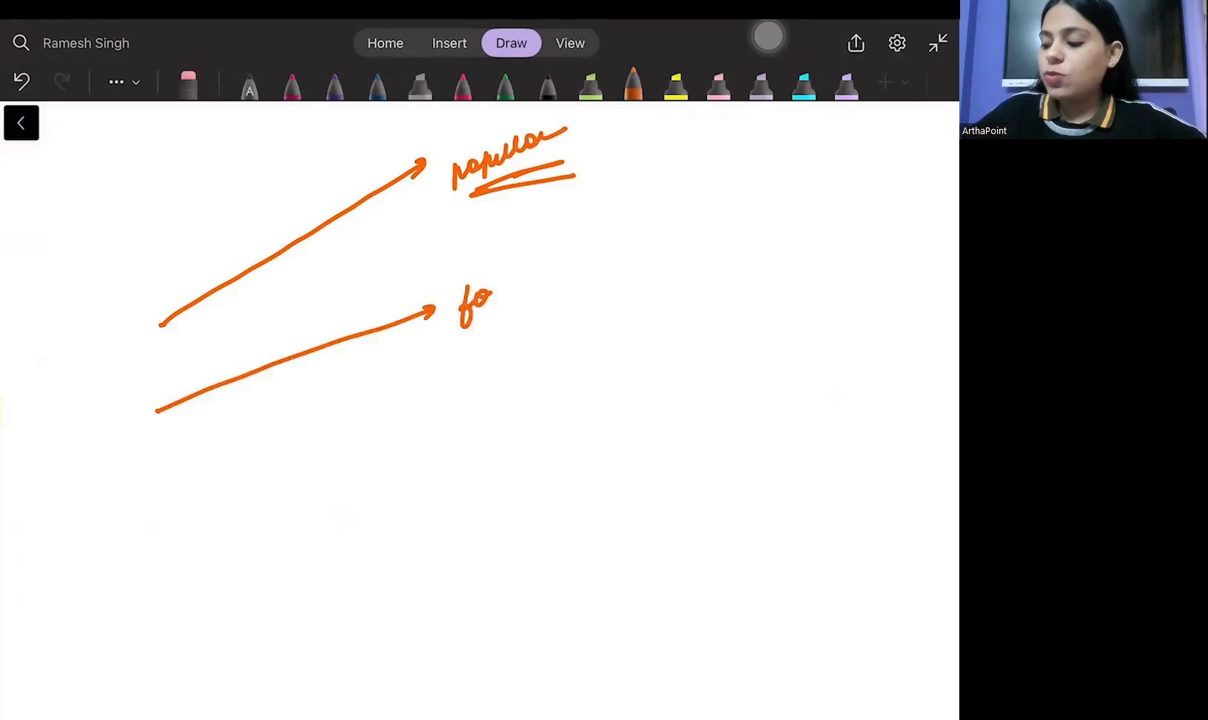 Ramesh Singh
Home Insert Draw View
A
ArthaPoint
popular
fo